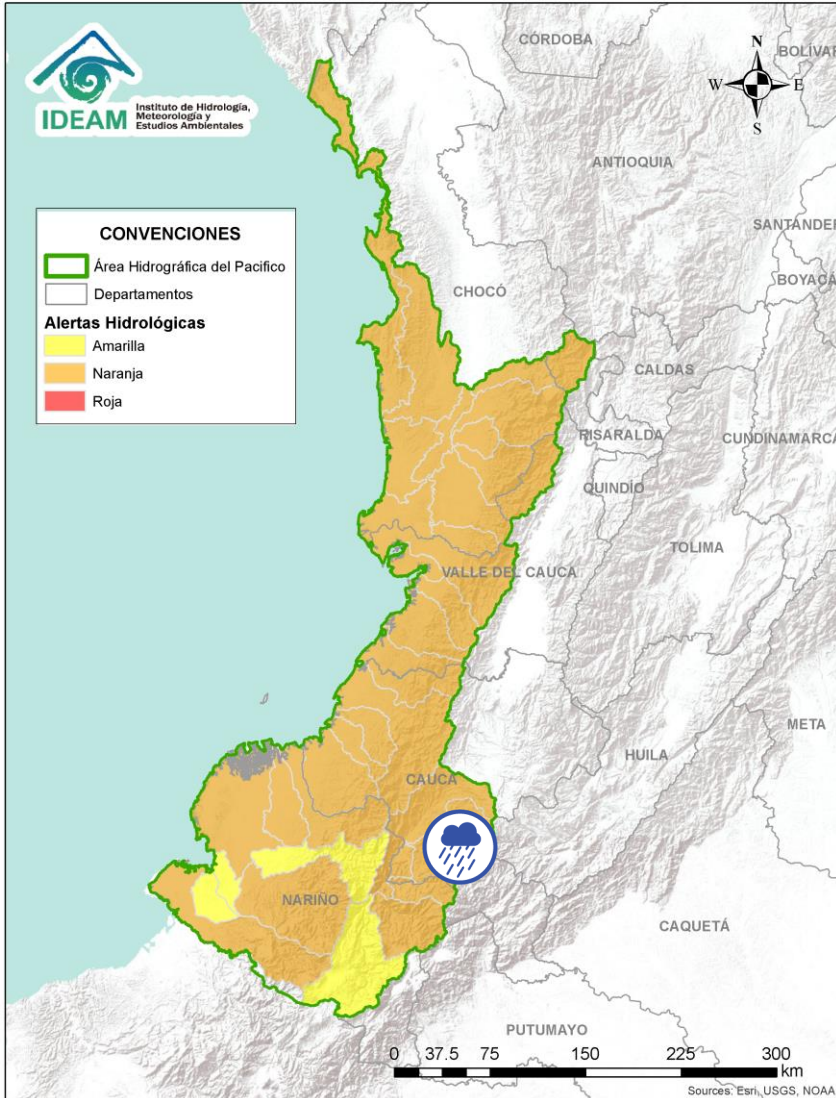 IDEAM
Instituto de Hidrología,
Meteorología y
Estudios Ambientales
CÓRDOBA
BOLÍVAR
N
W E
S
ANTIOQUIA
SANTANDER
BOYACÁ
CONVENCIONES
Área Hidrográfica del Pacifico
Departamentos
Alertas Hidrológicas
Amarilla
Naranja
Roja
CHOCÓ
CALDAS
RISARALDA
CUNDINAMARCA
QUINDÍO
TOLIMA
VALLE DEL CAUCA
META
HUILA
CAUCA
NARIÑO
CAQUETÁ
PUTUMAYO
0 37.5 75 150 225 300
km
Sources: Esri, USGS, NOAA